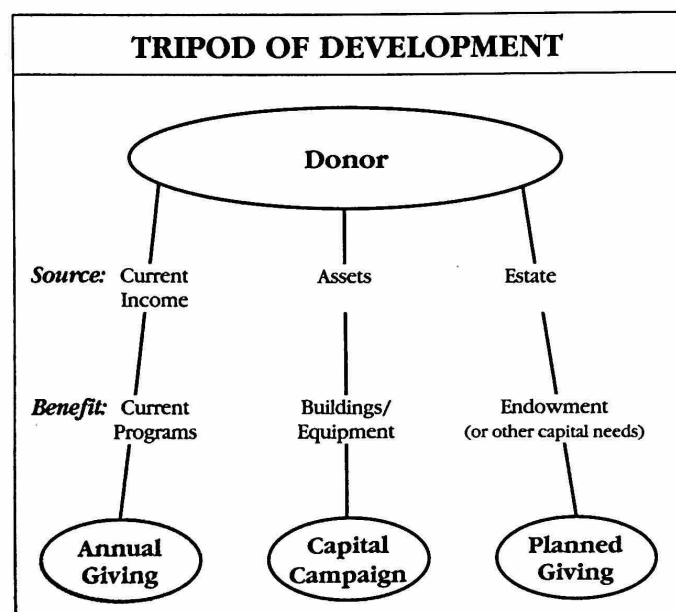 TRIPOD OF DEVELOPMENT
Donor
Source: Current Income
Assets
Estate
Benefit: Current Programs
Buildings/
Equipment
Endowment
(or other capital needs)
Annual
Giving
Capital
Campaign
Planned
Giving